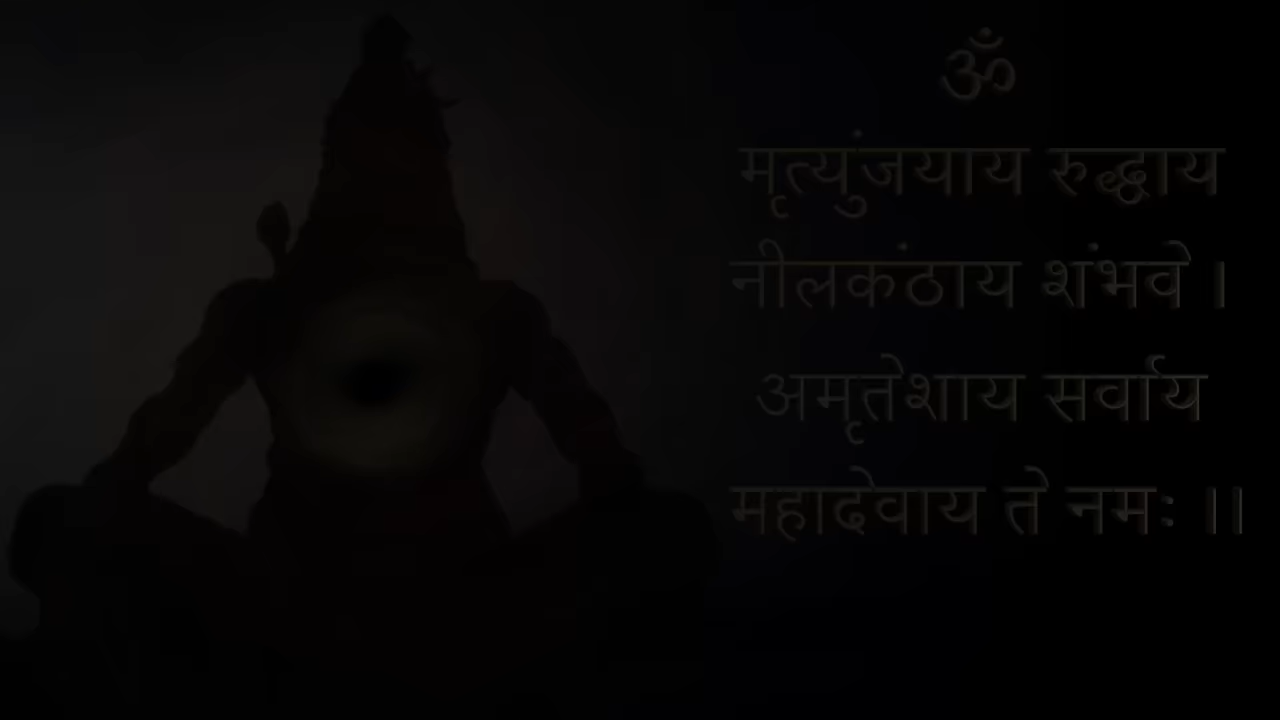 ॐ
मृत्युंजयाय रुद्धाय
नीलकंठाय शंभवे ।
अमृतेशाय सर्वाय
महादेवाय ते नमः ।।